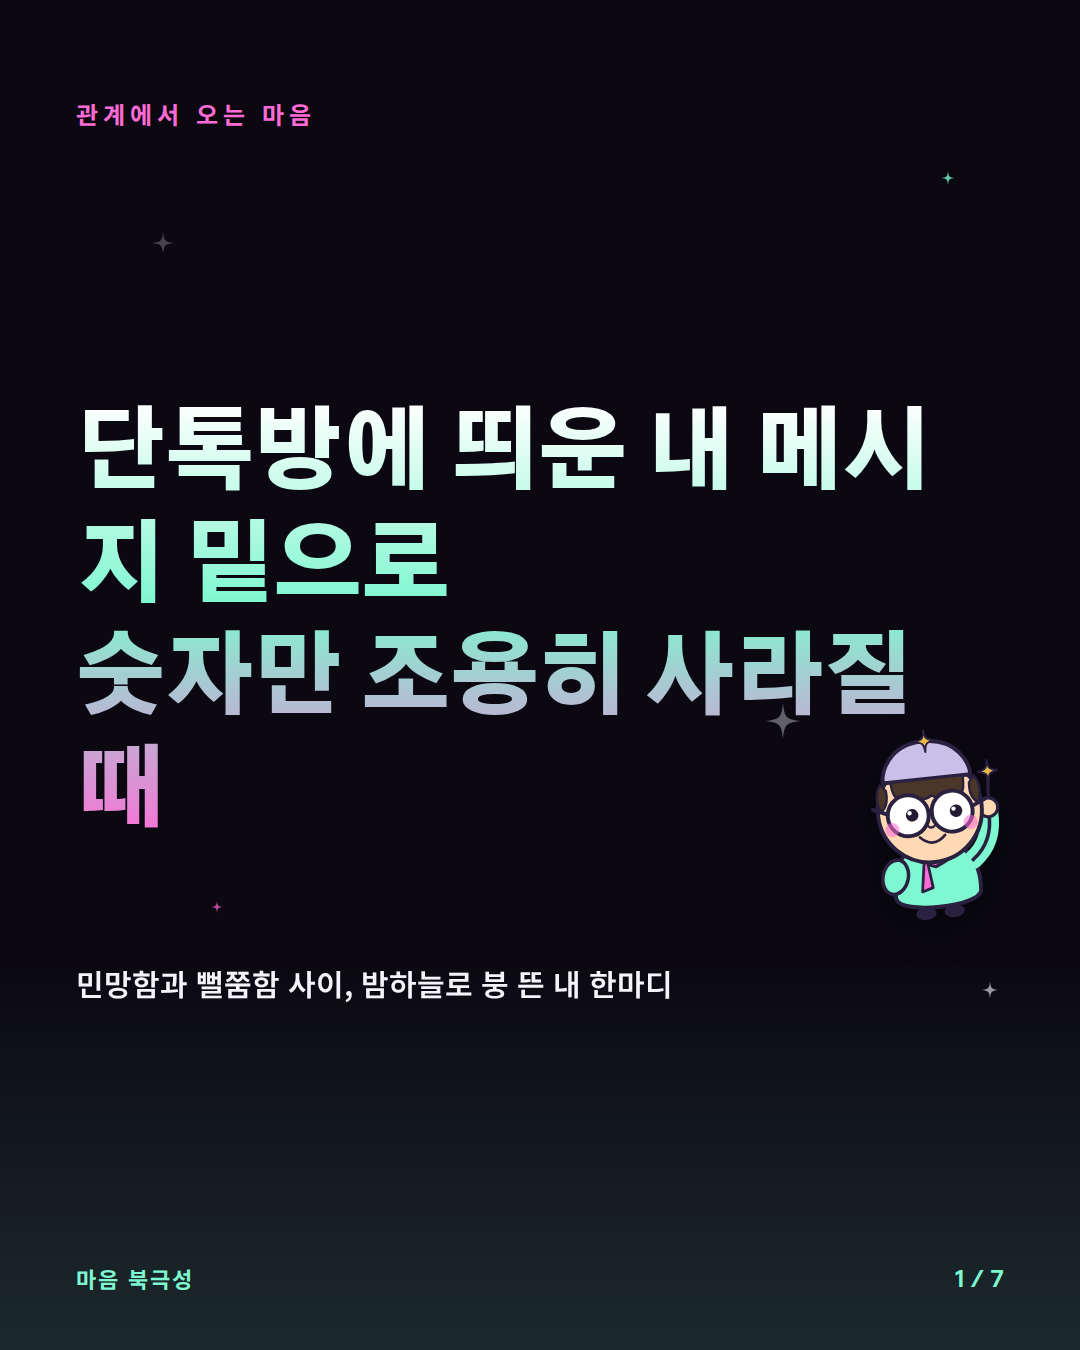 관계에서 오는 마음
단톡방에 띄운 내 메시
지 밑으로
숫자만 조용히 사라질
때
민망함과 뻘쭘함 사이, 밤하늘로 붕 뜬 내 한마디
마음 북극성
1 / 7